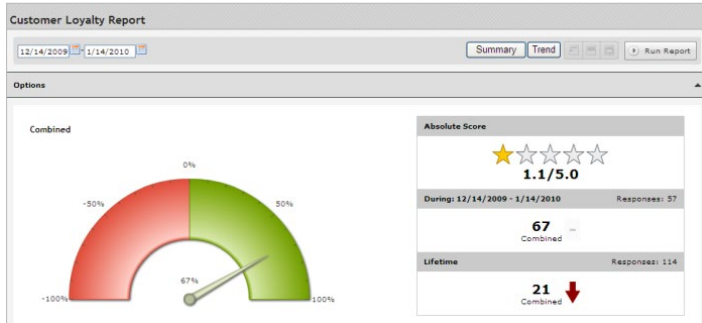 Customer Loyalty Report
12/14/2009 - 1/14/2010 Summary Trend Run Report
Options
Combined
0%
-50%
50%
67%
-100%
100%
Absolute Score
1.1/5.0
During: 12/14/2009 - 1/14/2010 Responses: 57
67
Combined
Lifetime Responses: 114
21
Combined